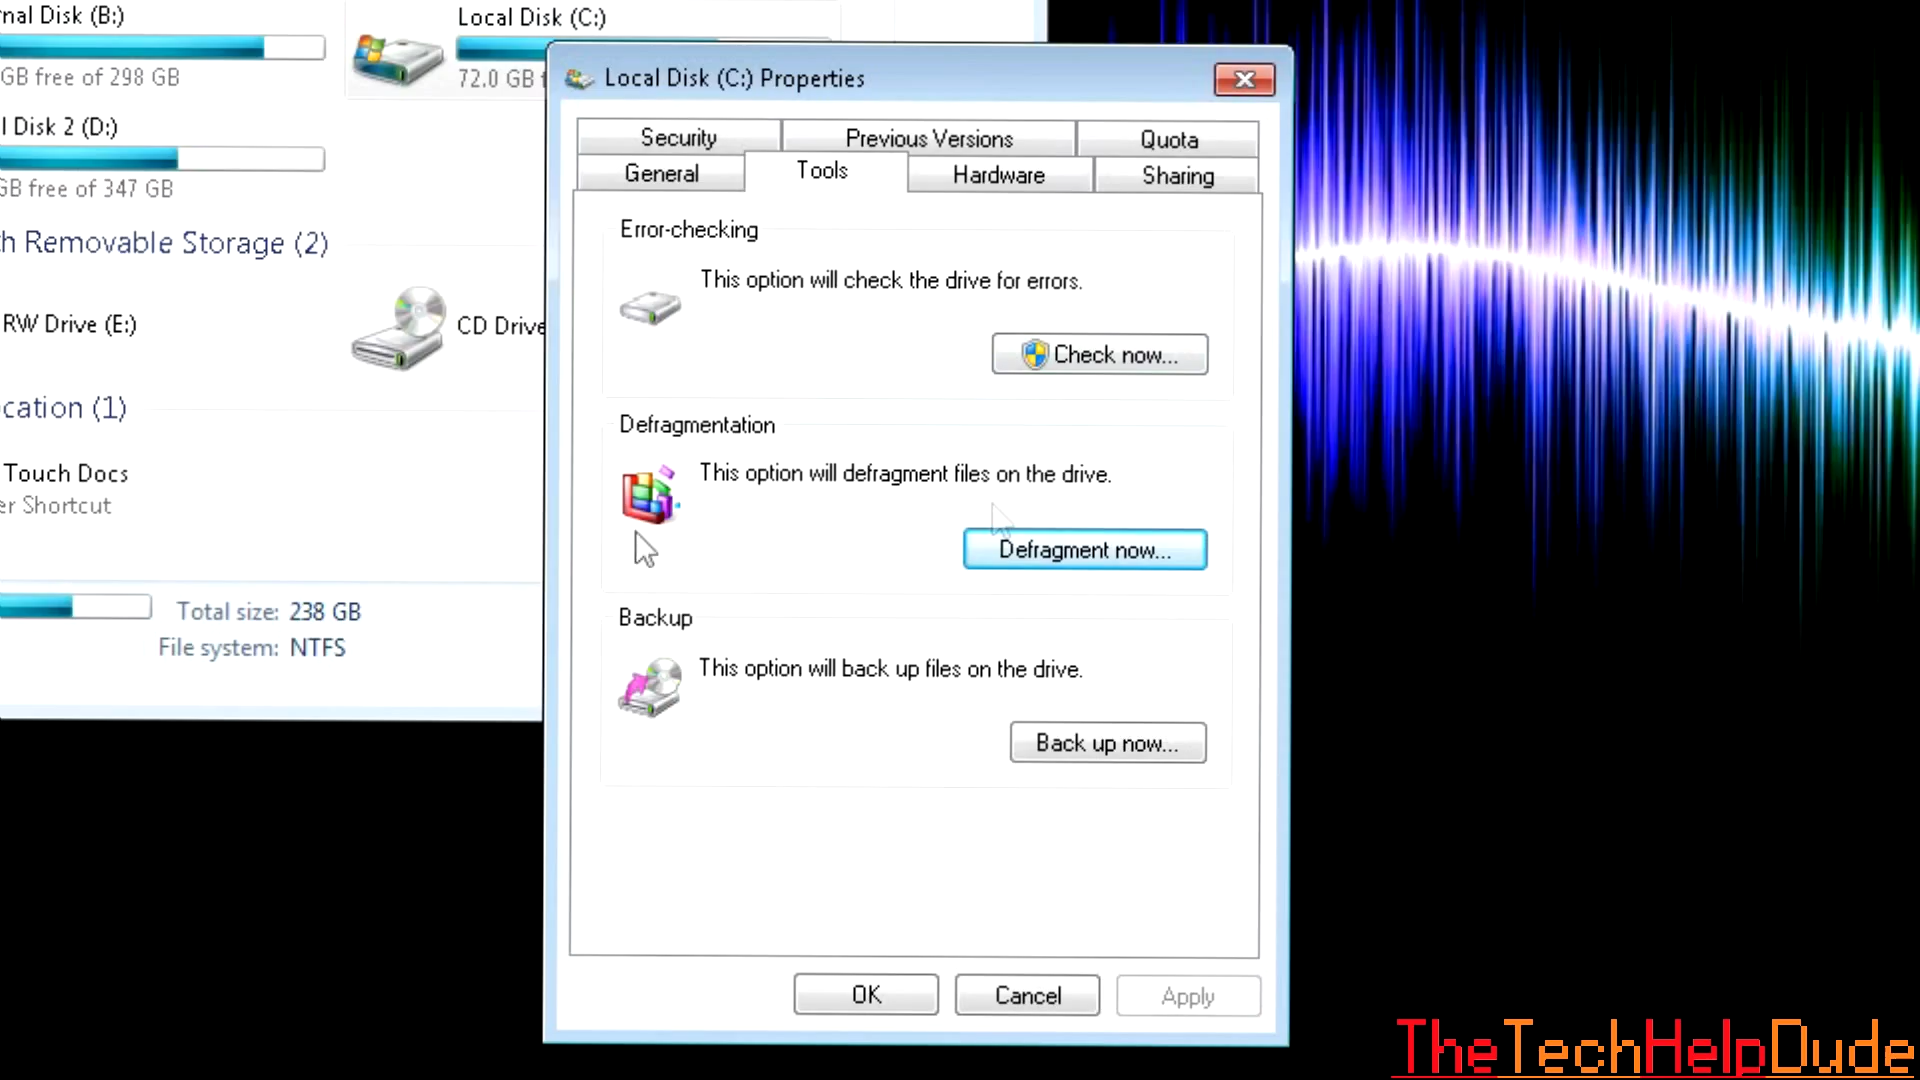 nal Disk (B:)
GB free of 298 GB
Local Disk (C:)
72.0 GB f
l Disk 2 (D:)
GB free of 347 GB
h Removable Storage (2)
RW Drive (E:)
CD Drive
cation (1)
Touch Docs
er Shortcut
Total size: 238 GB
File system: NTFS
Local Disk (C:) Properties
Security Previous Versions Quota
General Tools Hardware Sharing
Error-checking
This option will check the drive for errors.
Check now...
Defragmentation
This option will defragment files on the drive.
Defragment now...
Backup
This option will back up files on the drive.
Back up now...
OK Cancel Apply
TheTechHelpDude